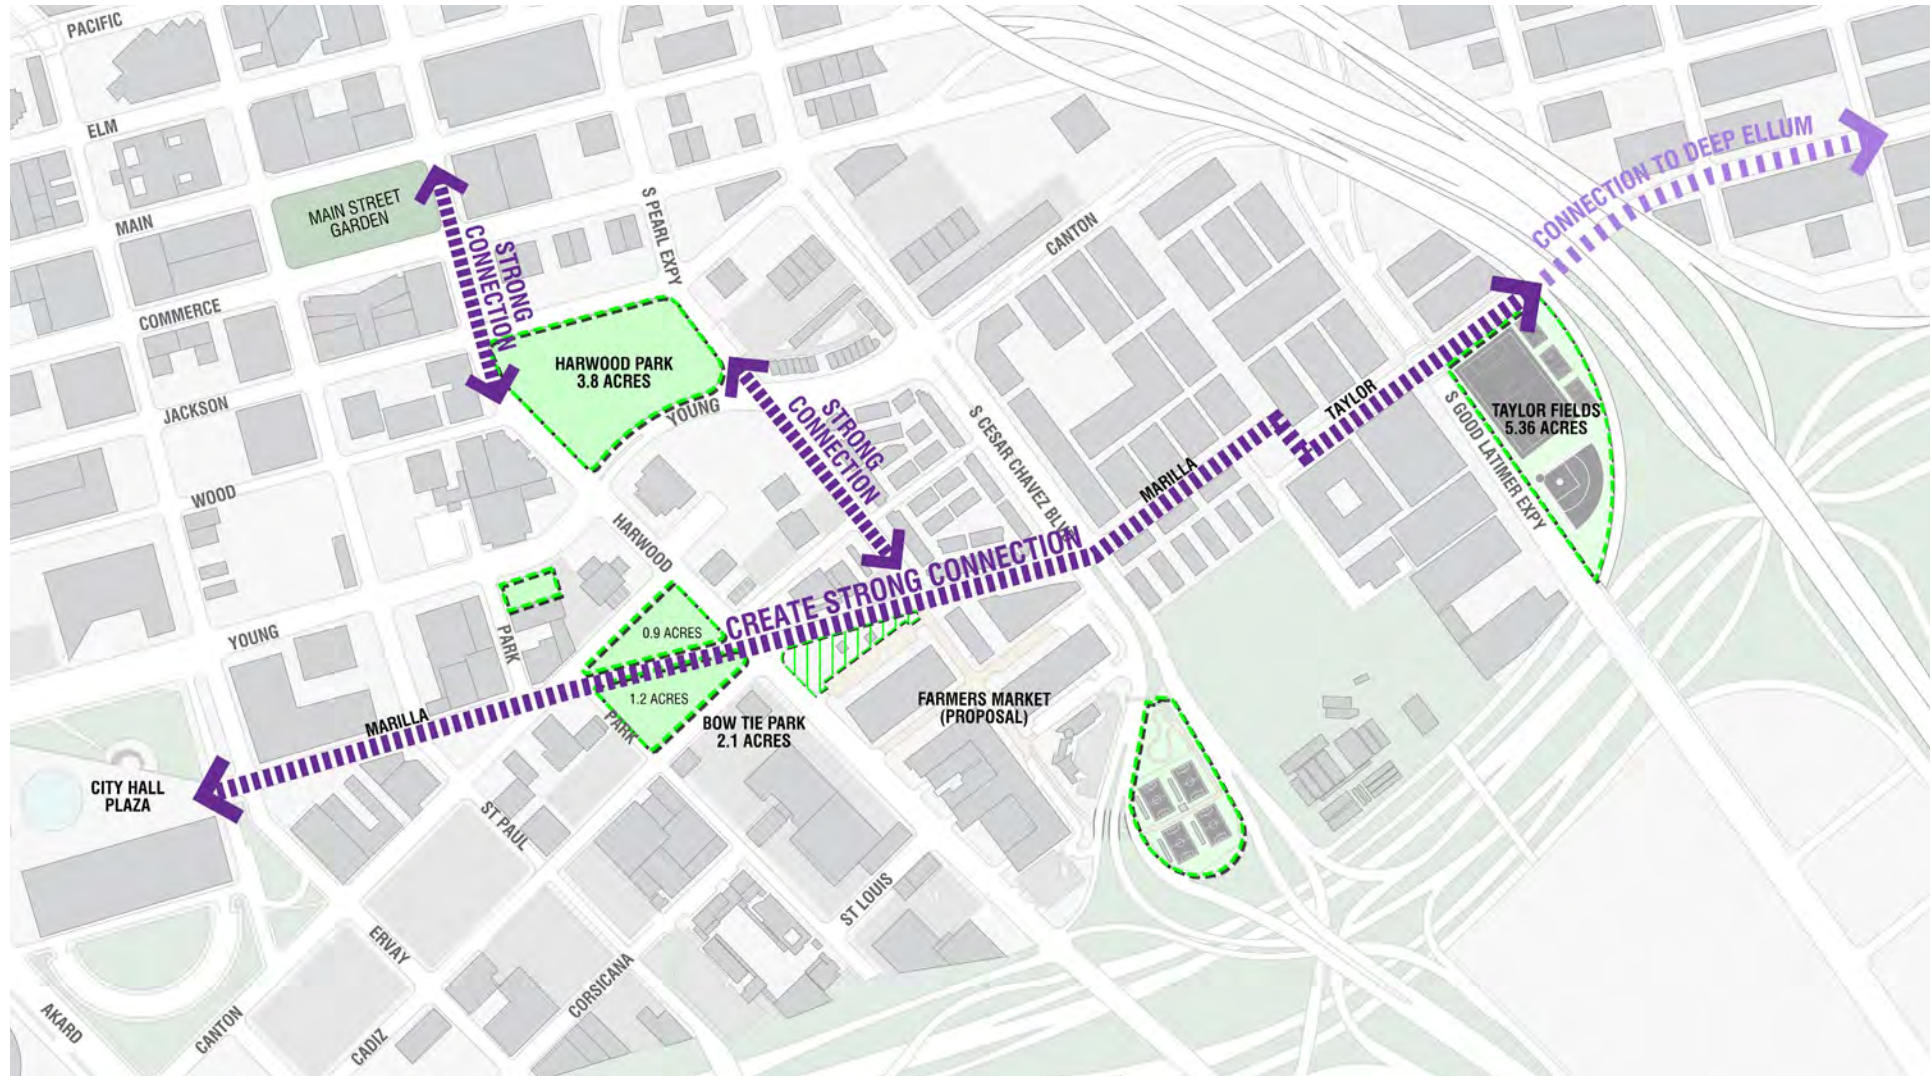 PACIFIC
ELM
MAIN
MAIN STREET
GARDEN
COMMERCE
JACKSON
WOOD
YOUNG
STRONG
CONNECTION
S PEARL EXPY
HARWOOD PARK
3.8 ACRES
YOUNG
STRONG
CONNECTION
CANTON
CONNECTION TO DEEP ELLUM
S CESAR CHAVEZ BLVD
MARILLA
TAYLOR
TAYLOR FIELDS
5.36 ACRES
S GOOD LATIMER EXPY
HARWOOD
PARK
CREATE STRONG CONNECTION
0.9 ACRES
1.2 ACRES
PARK
BOW TIE PARK
2.1 ACRES
FARMERS MARKET
(PROPOSAL)
MARILLA
CITY HALL
PLAZA
ST PAUL
ST LOUIS
ERVAY
CORSICANA
AKARD
CANTON
CADIZ